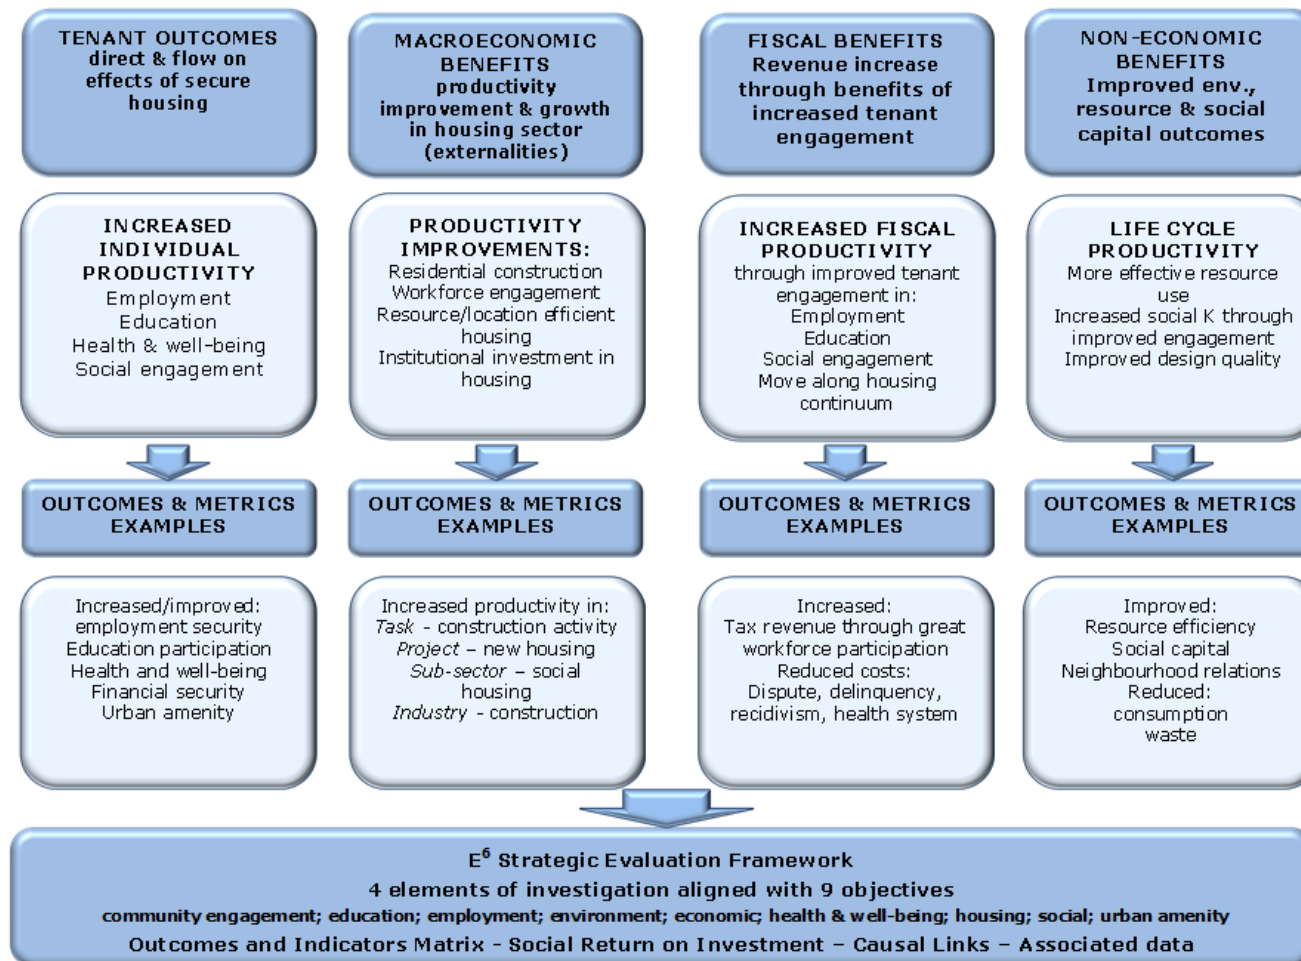 TENANT OUTCOMES
direct & flow on
effects of secure
housing
MACROECONOMIC
BENEFITS
productivity
improvement & growth
in housing sector
(externalities)
FISCAL BENEFITS
Revenue increase
through benefits of
increased tenant
engagement
NON-ECONOMIC
BENEFITS
Improved env.,
resource & social
capital outcomes
INCREASED
INDIVIDUAL
PRODUCTIVITY
Employment
Education
Health & well-being
Social engagement
PRODUCTIVITY
IMPROVEMENTS:
Residential construction
Workforce engagement
Resource/location efficient
housing
Institutional investment in
housing
INCREASED FISCAL
PRODUCTIVITY
through improved tenant
engagement in:
Employment
Education
Social engagement
Move along housing
continuum
LIFE CYCLE
PRODUCTIVITY
More effective resource
use
Increased social K through
improved engagement
Improved design quality
OUTCOMES & METRICS
EXAMPLES
OUTCOMES & METRICS
EXAMPLES
OUTCOMES & METRICS
EXAMPLES
OUTCOMES & METRICS
EXAMPLES
Increased/improved:
employment security
Education participation
Health and well-being
Financial security
Urban amenity
Increased productivity in:
Task - construction activity
Project – new housing
Sub-sector – social
housing
Industry - construction
Increased:
Tax revenue through great
workforce participation
Reduced costs:
Dispute, delinquency,
recidivism, health system
Improved:
Resource efficiency
Social capital
Neighbourhood relations
Reduced:
consumption
waste
E⁶ Strategic Evaluation Framework
4 elements of investigation aligned with 9 objectives
community engagement; education; employment; environment; economic; health & well-being; housing; social; urban amenity
Outcomes and Indicators Matrix - Social Return on Investment – Causal Links – Associated data